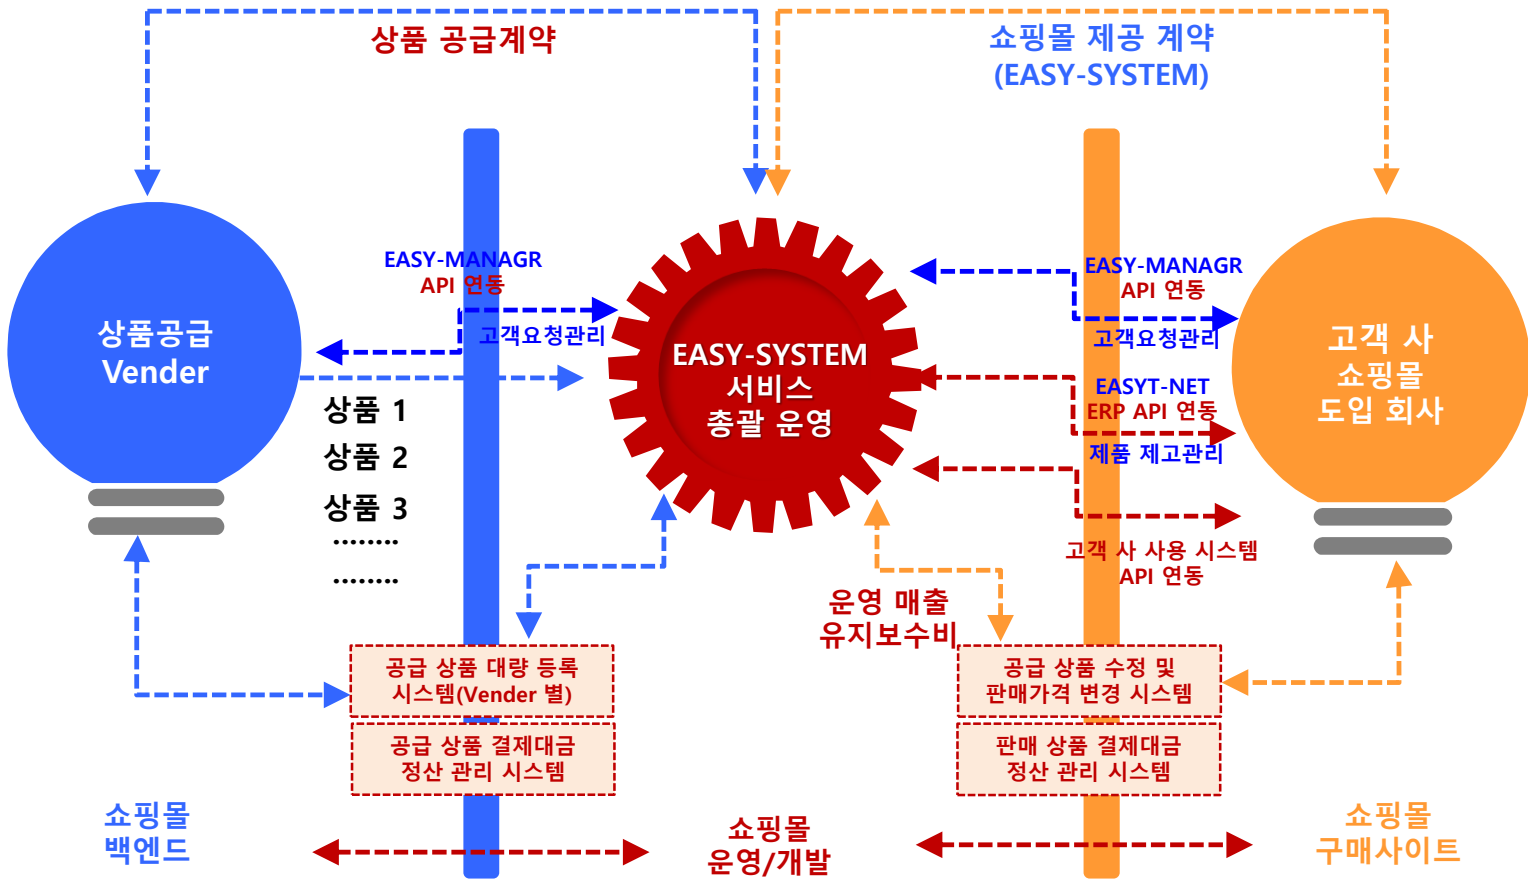 상품 공급계약
쇼핑몰 제공 계약
(EASY-SYSTEM)
상품공급
Vender
EASY-MANAGR
API 연동
고객요청관리
상품 1
상품 2
상품 3
........
........
EASY-SYSTEM
서비스
총괄 운영
EASY-MANAGR
API 연동
고객요청관리
EASYT-NET
ERP API 연동
제품 제고관리
고객 사 사용 시스템
API 연동
고객 사
쇼핑몰
도입 회사
운영 매출
유지보수비
공급 상품 대량 등록
시스템(Vender 별)
공급 상품 결제대금
정산 관리 시스템
공급 상품 수정 및
판매가격 변경 시스템
판매 상품 결제대금
정산 관리 시스템
쇼핑몰
백엔드
쇼핑몰
운영/개발
쇼핑몰
구매사이트